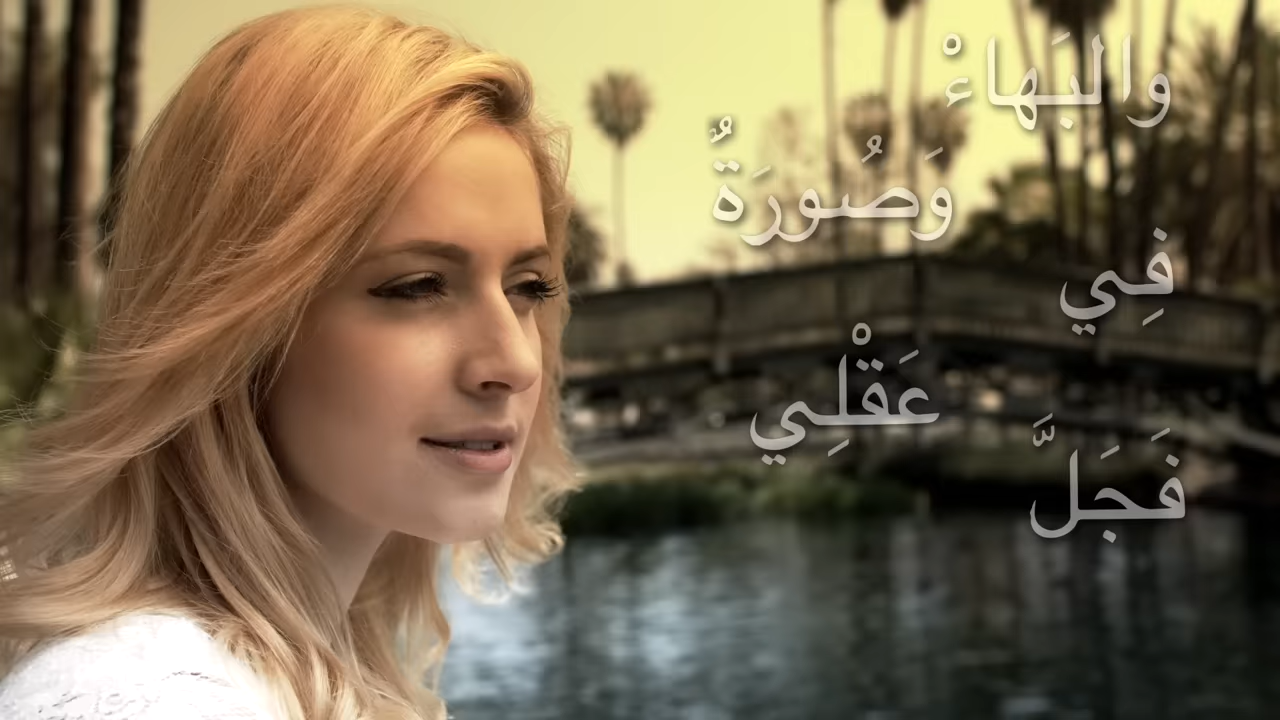 والبَهاءْ
وَصُورَةٌ
فِي
عَقْلِي
فَجَلَّ